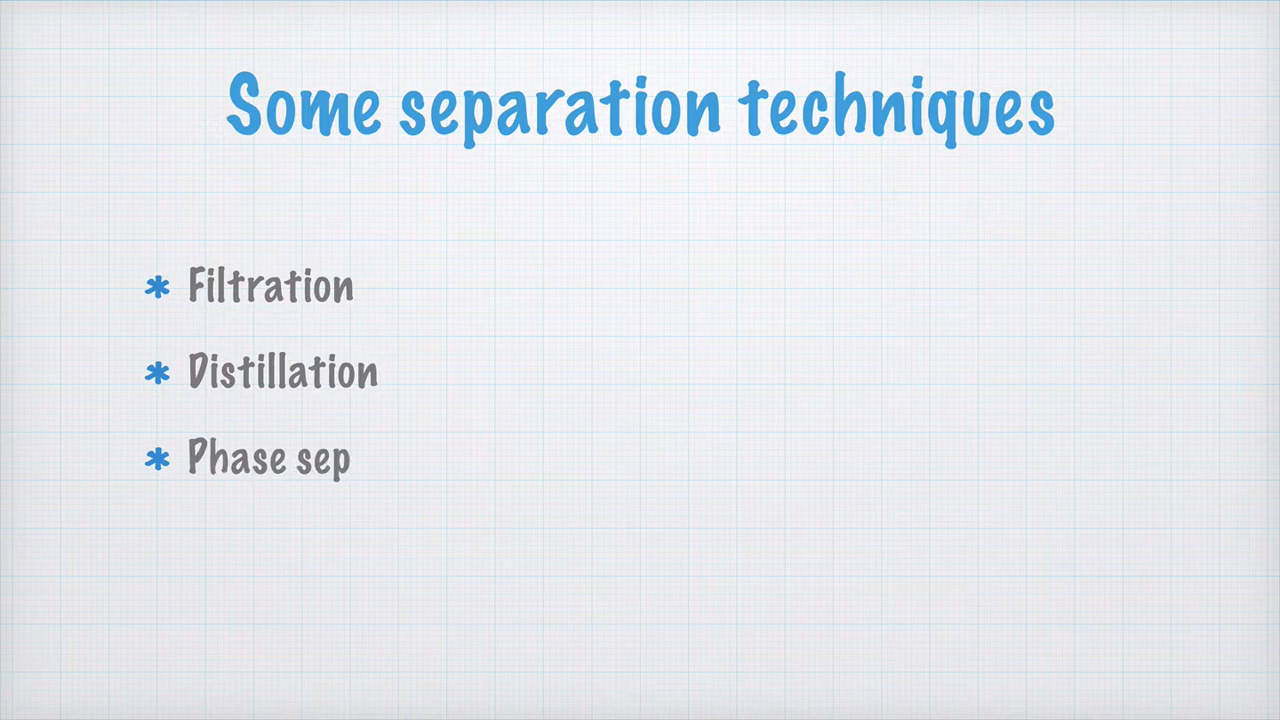 Some separation techniques
* Filtration
* Distillation
* Phase sep